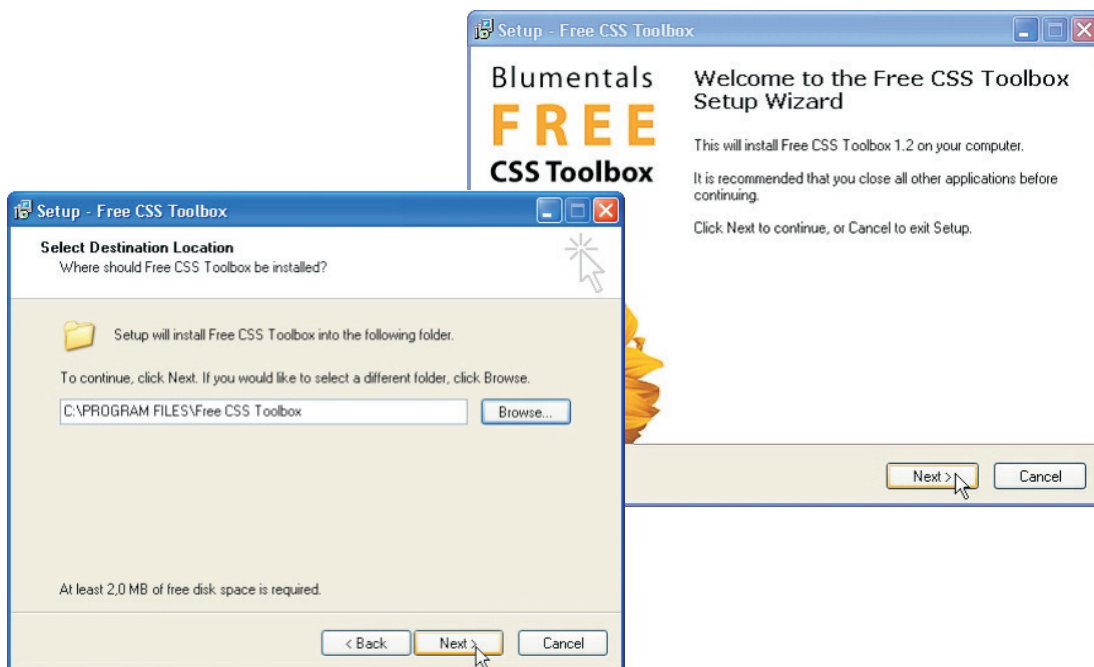 Setup - Free CSS Toolbox
Blumentals
FREE
CSS Toolbox
Welcome to the Free CSS Toolbox
Setup Wizard
This will install Free CSS Toolbox 1.2 on your computer.
It is recommended that you close all other applications before
continuing.
Click Next to continue, or Cancel to exit Setup.
Next >
Cancel
Setup - Free CSS Toolbox
Select Destination Location
Where should Free CSS Toolbox be installed?
Setup will install Free CSS Toolbox into the following folder.
To continue, click Next. If you would like to select a different folder, click Browse.
C:\PROGRAM FILES\Free CSS Toolbox
Browse...
At least 2,0 MB of free disk space is required.
< Back
Next >
Cancel